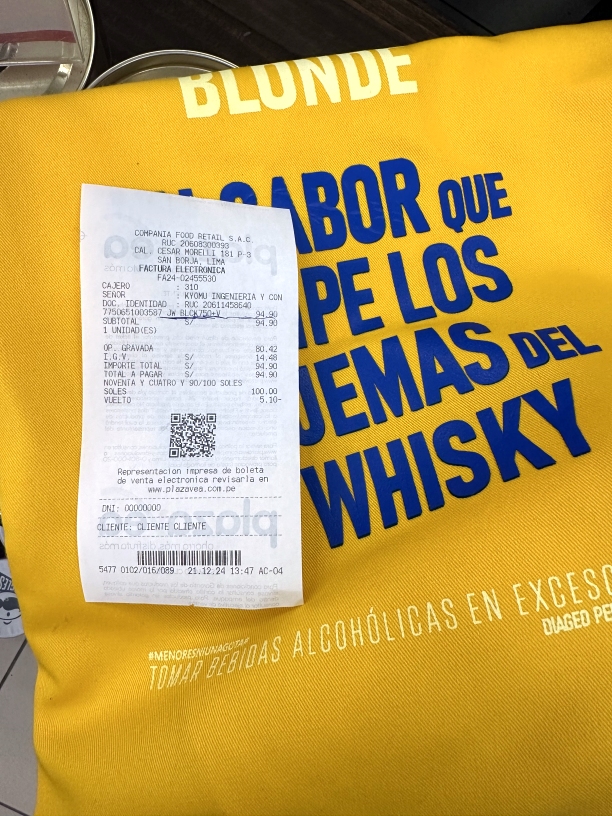 BLONDE
SABOR QUE
LOS
DEL
WHISKY
#MENORESNIUNAGOTA
TOMAR BEBIDAS ALCOHÓLICAS EN EXCESO
DIAGEO PE
COMPANIA FOOD RETAIL S.A.C.
RUC 20608300393
CAL. CESAR MORELLI 181 P-3
SAN BORJA, LIMA
FACTURA ELECTRONICA
FA24-02455530
CAJERO : 310
SEÑOR : KYOMU INGENIERIA Y CON
DOC. IDENTIDAD : RUC 20611458640
7750651003587 JW BLCK750+V 94.90
SUBTOTAL S/ 94.90
1 UNIDAD(ES)
OP. GRAVADA 80.42
I.G.V. S/ 14.48
IMPORTE TOTAL S/ 94.90
TOTAL A PAGAR S/ 94.90
NOVENTA Y CUATRO Y 90/100 SOLES
SOLES 100.00
VUELTO 5.10-
Representacion impresa de boleta
de venta electronica revisarla en
www.plazavea.com.pe
DNI: 00000000
CLIENTE: CLIENTE CLIENTE
5477 0102/016/089 21.12.24 13:47 AC-04